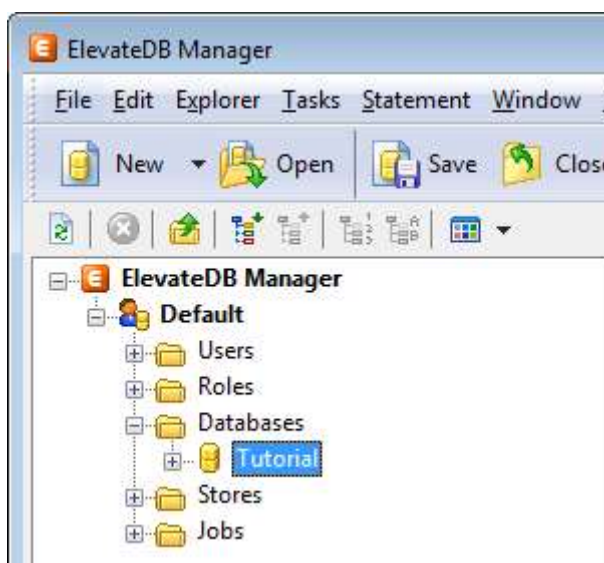 ElevateDB Manager
File Edit Explorer Tasks Statement Window
New Open Save Close
ElevateDB Manager
Default
Users
Roles
Databases
Tutorial
Stores
Jobs